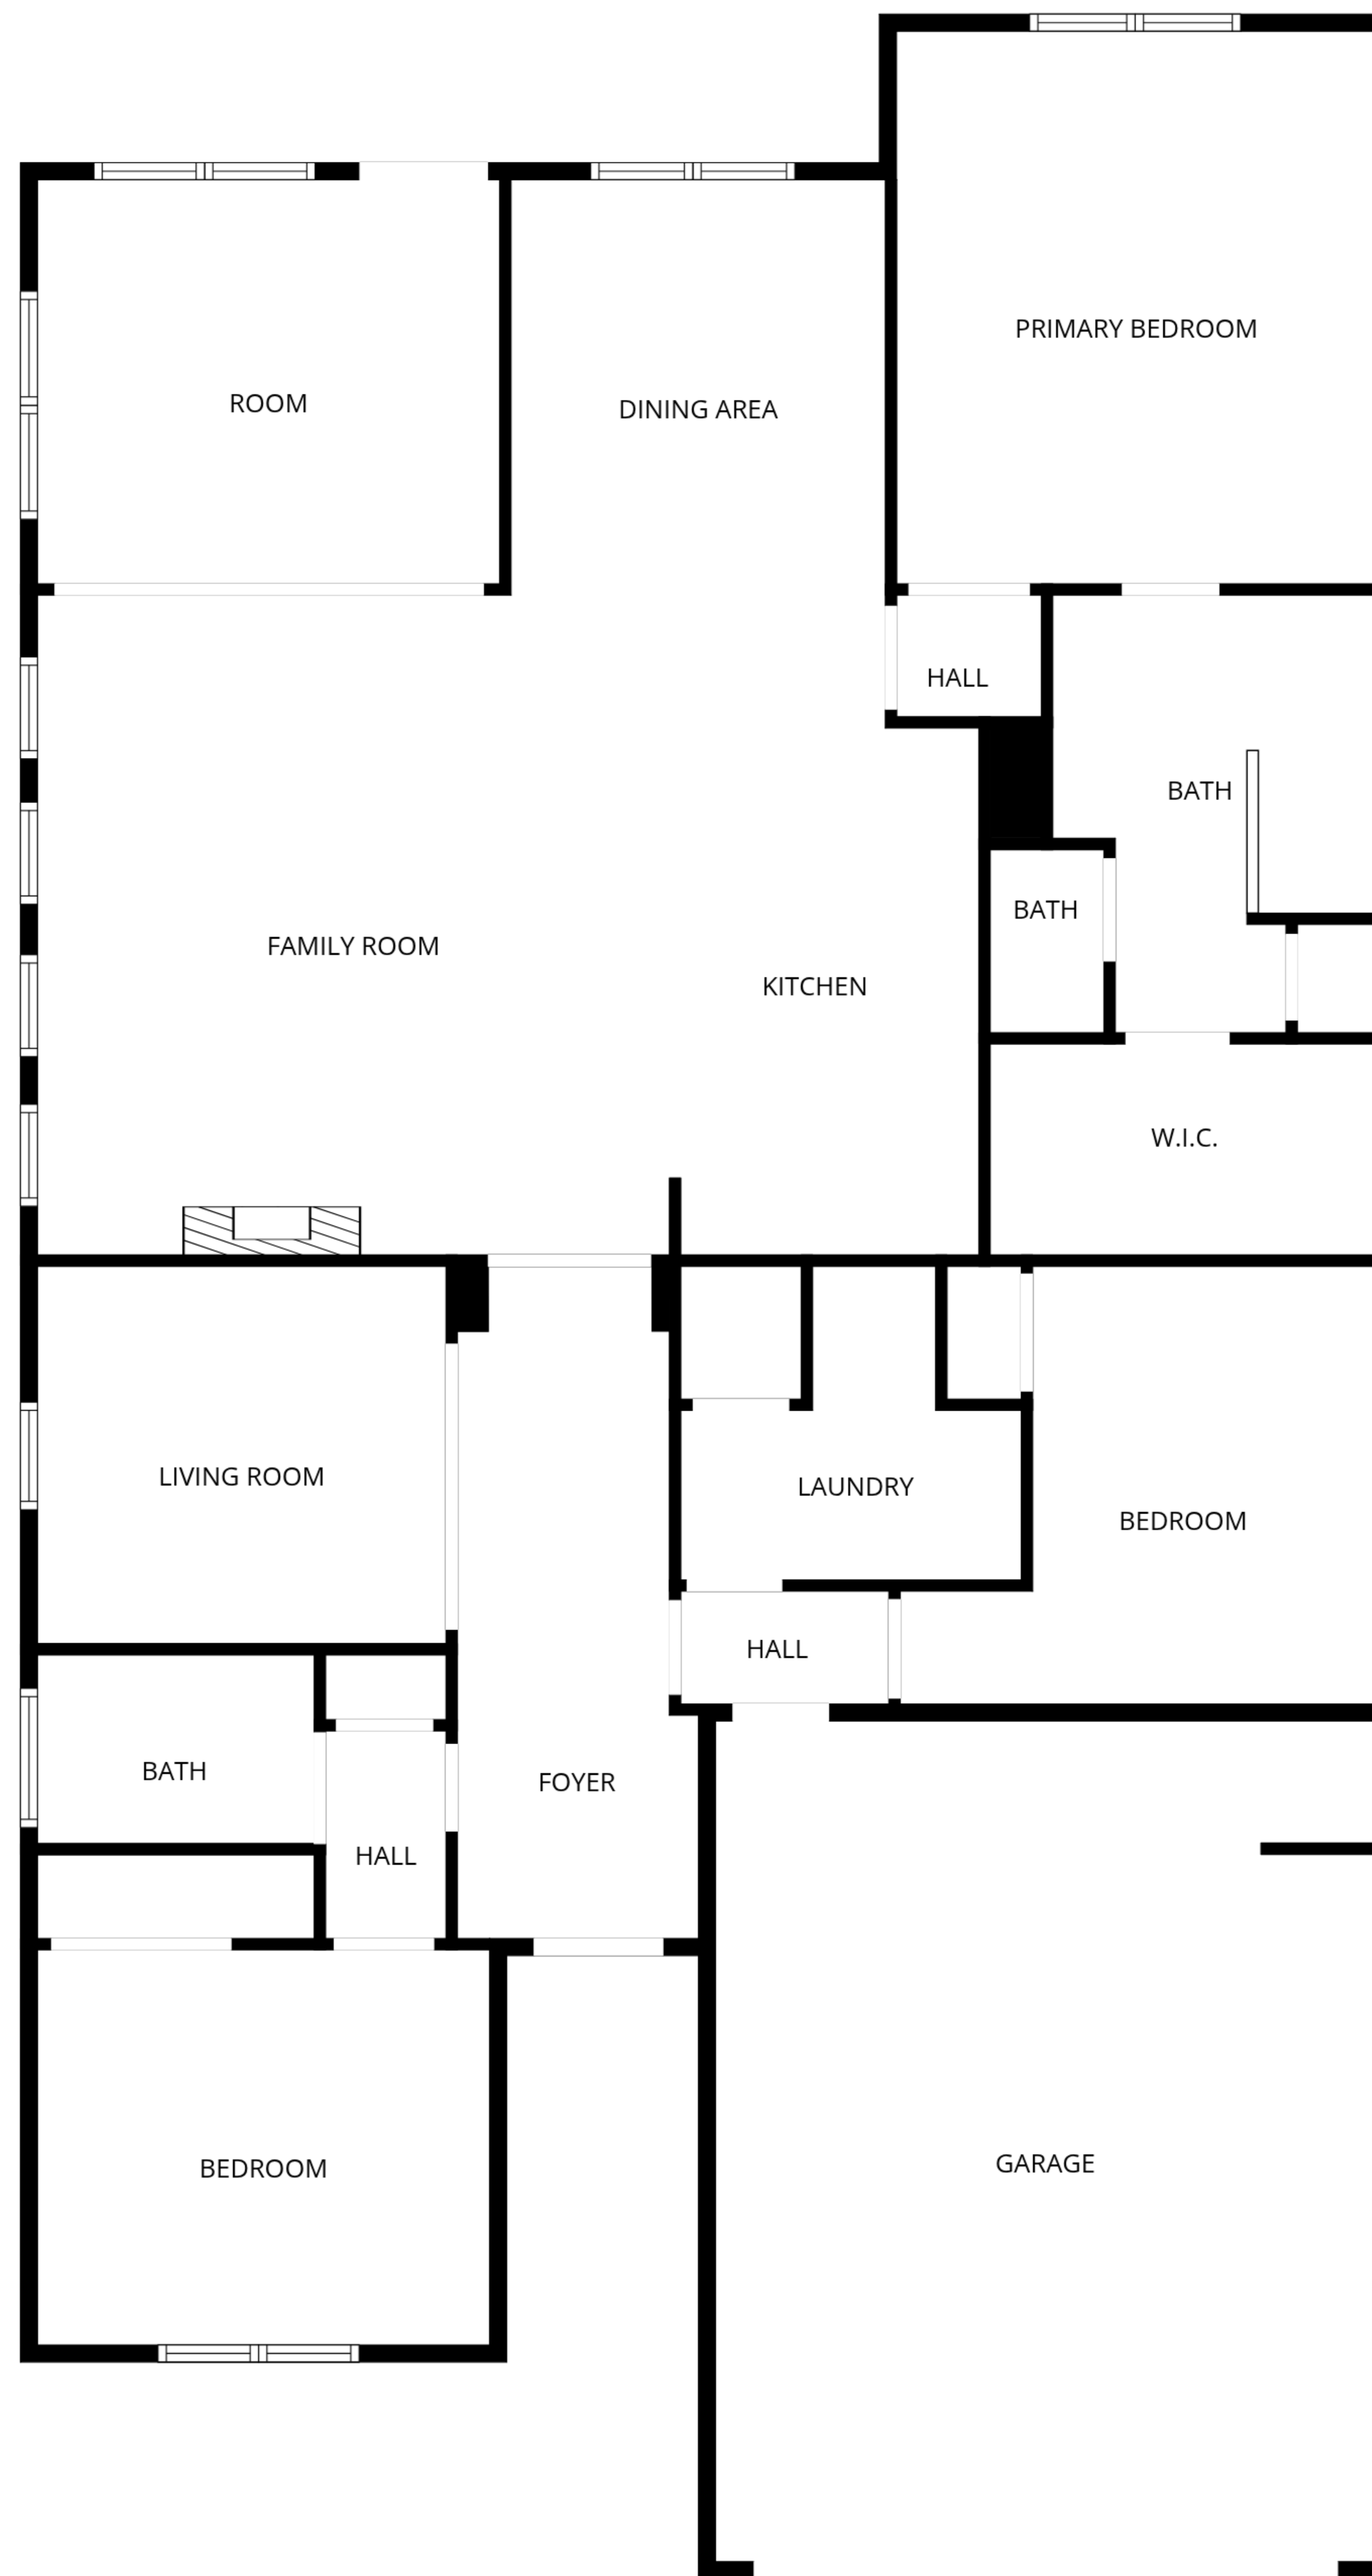 PRIMARY BEDROOM
ROOM
DINING AREA
HALL
BATH
BATH
FAMILY ROOM
KITCHEN
W.I.C.
LIVING ROOM
LAUNDRY
BEDROOM
HALL
BATH
FOYER
HALL
BEDROOM
GARAGE